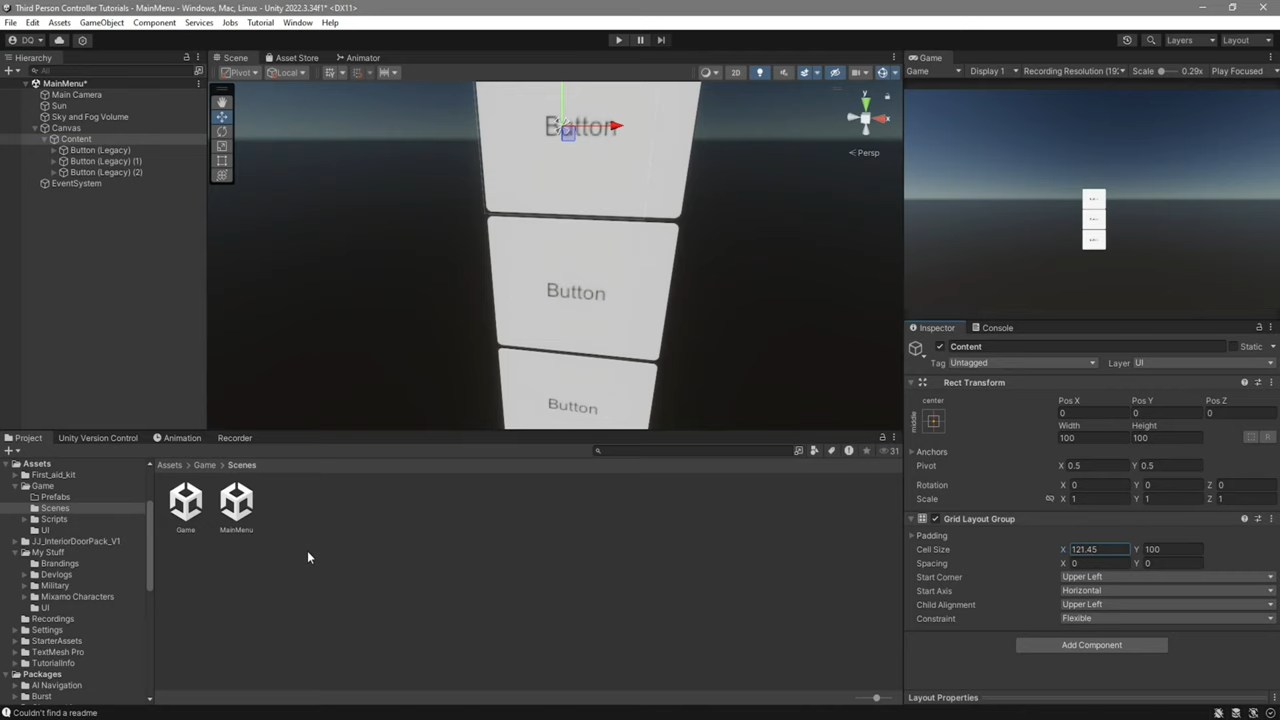 Third Person Controller Tutorials - MainMenu - Windows, Mac, Linux - Unity 2022.3.34f1* <DX11>
File Edit Assets GameObject Component Services Jobs Tutorial Window Help
DQ Layers Layout
Hierarchy Scene Asset Store Animator Game
All Pivot Local 2D Game Display 1 Recording Resolution (192 Scale 0.29x Play Focused
MainMenu*
Main Camera
Sun
Sky and Fog Volume
Canvas
Content
Button (Legacy)
Button (Legacy) (1)
Button (Legacy) (2)
EventSystem
y
x
Persp
Button
Button
Button
Inspector Console
Content Static
Tag Untagged Layer UI
Rect Transform
center
middle
Pos X Pos Y Pos Z
0 0 0
Width Height
100 100
R
Anchors
Pivot X 0.5 Y 0.5
Rotation X 0 Y 0 Z 0
Scale X 1 Y 1 Z 1
Grid Layout Group
Padding
Cell Size X 121.45 Y 100
Spacing X 0 Y 0
Start Corner Upper Left
Start Axis Horizontal
Child Alignment Upper Left
Constraint Flexible
Add Component
Layout Properties
Project Unity Version Control Animation Recorder
31
Assets
First_aid_kit
Game
Prefabs
Scenes
Scripts
UI
JJ_InteriorDoorPack_V1
My Stuff
Brandings
Devlogs
Military
Mixamo Characters
UI
Recordings
Settings
StarterAssets
TextMesh Pro
TutorialInfo
Packages
AI Navigation
Burst
Assets Game Scenes
Game MainMenu
Couldn't find a readme